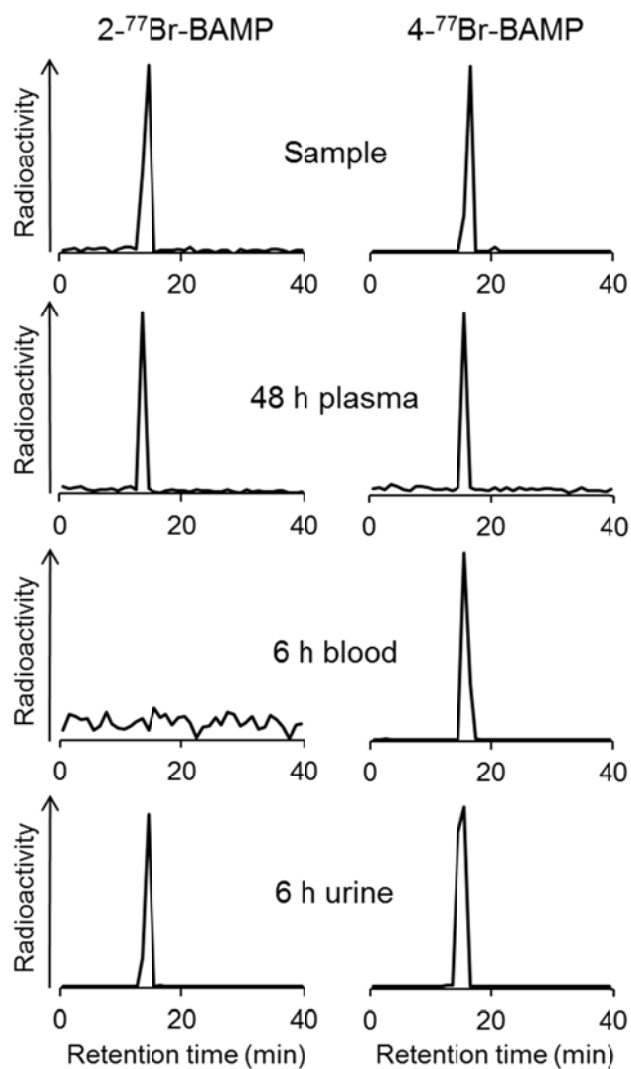 2-⁷⁷Br-BAMP 4-⁷⁷Br-BAMP
Radioactivity
Sample
0 20 40 0 20 40
Radioactivity
48 h plasma
0 20 40 0 20 40
Radioactivity
6 h blood
0 20 40 0 20 40
Radioactivity
6 h urine
0 20 40 0 20 40
Retention time (min) Retention time (min)